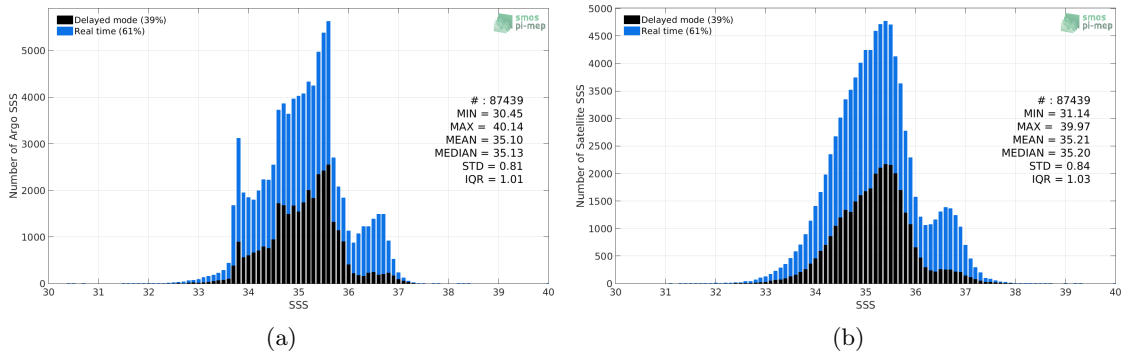 Delayed mode (39%)
Real time (61%)
smos
pi-mep
Number of Argo SSS
5000
4000
3000
2000
1000
0
# : 87439
MIN = 30.45
MAX = 40.14
MEAN = 35.10
MEDIAN = 35.13
STD = 0.81
IQR = 1.01
30 31 32 33 34 35 36 37 38 39 40
SSS
(a)
Delayed mode (39%)
Real time (61%)
smos
pi-mep
Number of Satellite SSS
5000
4500
4000
3500
3000
2500
2000
1500
1000
500
0
# : 87439
MIN = 31.14
MAX = 39.97
MEAN = 35.21
MEDIAN = 35.20
STD = 0.84
IQR = 1.03
30 31 32 33 34 35 36 37 38 39 40
SSS
(b)